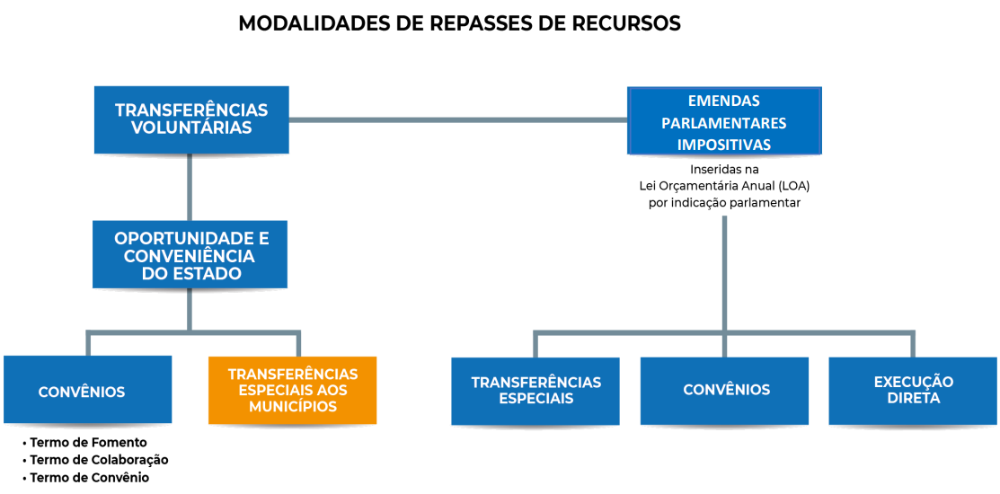 MODALIDADES DE REPASSES DE RECURSOS
TRANSFERÊNCIAS
VOLUNTÁRIAS
EMENDAS
PARLAMENTARES
IMPOSITIVAS
Inseridas na
Lei Orçamentária Anual (LOA)
por indicação parlamentar
OPORTUNIDADE E
CONVENIÊNCIA
DO ESTADO
CONVÊNIOS
• Termo de Fomento
• Termo de Colaboração
• Termo de Convênio
TRANSFERÊNCIAS
ESPECIAIS AOS
MUNICÍPIOS
TRANSFERÊNCIAS
ESPECIAIS
CONVÊNIOS
EXECUÇÃO
DIRETA